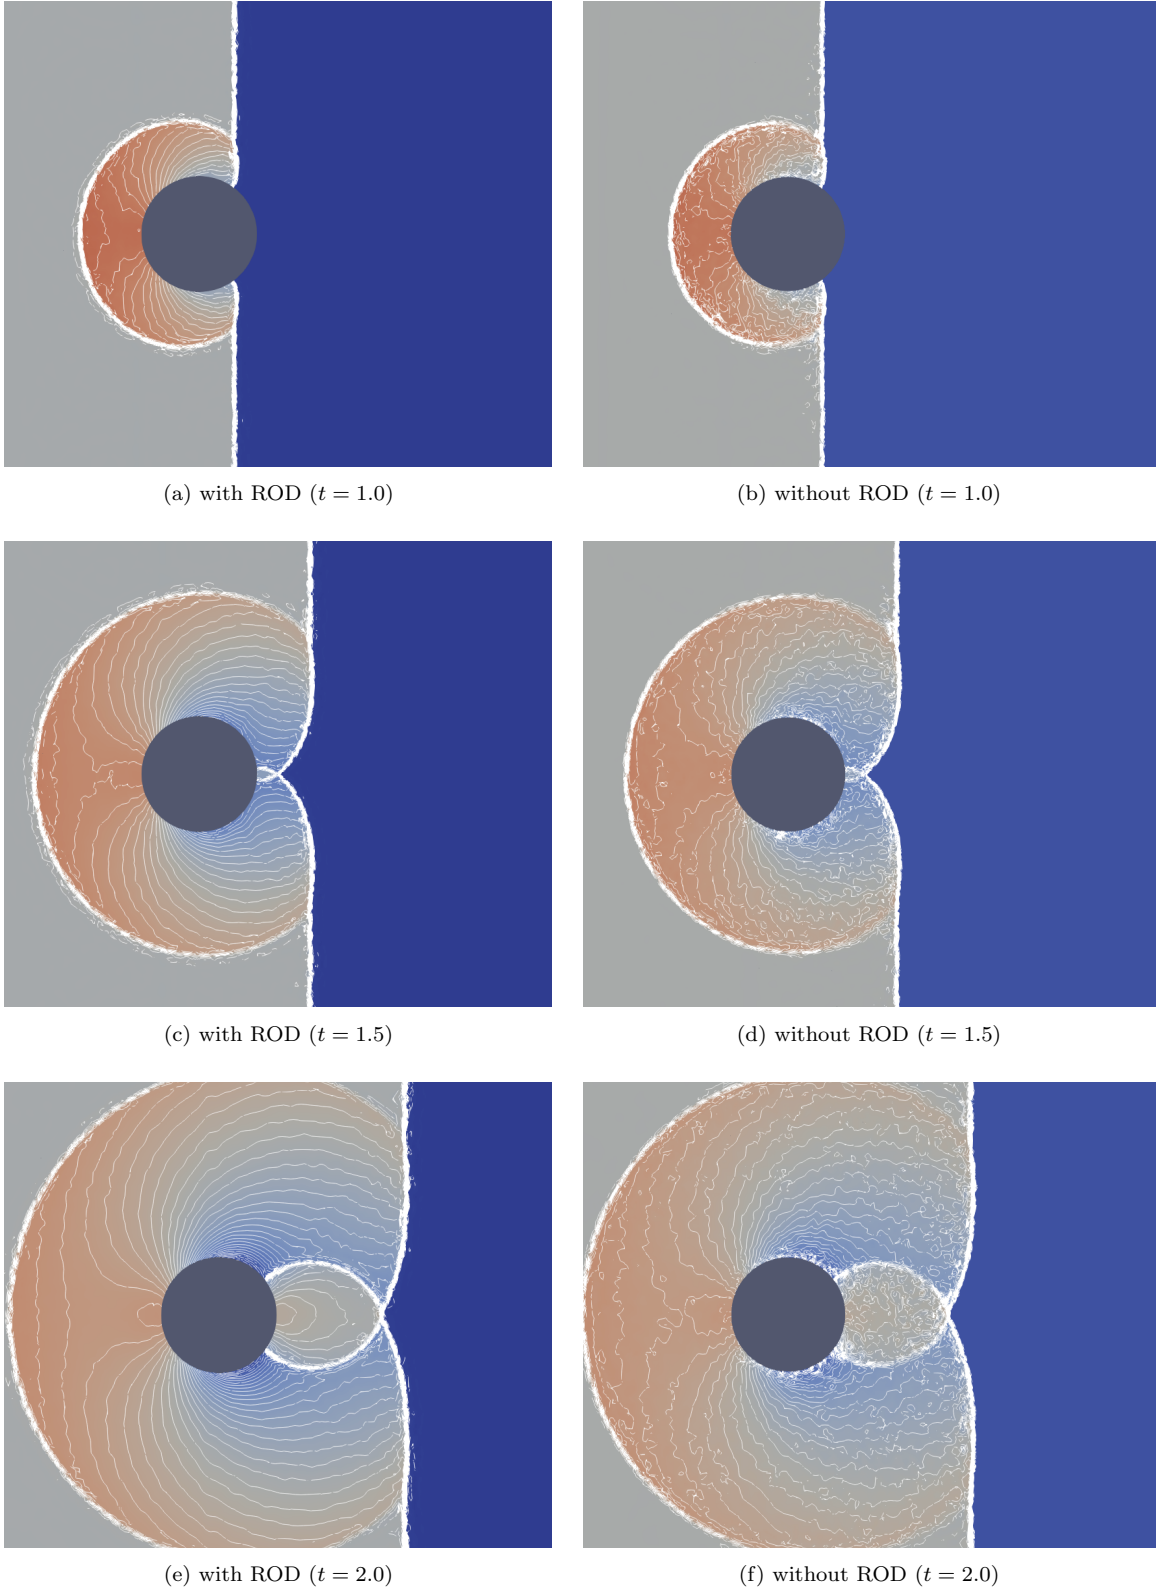 (a) with ROD (t = 1.0)
(b) without ROD (t = 1.0)
(c) with ROD (t = 1.5)
(d) without ROD (t = 1.5)
(e) with ROD (t = 2.0)
(f) without ROD (t = 2.0)